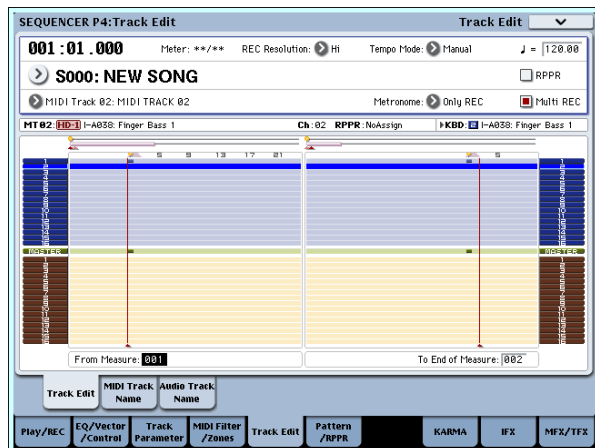 SEQUENCER P4:Track Edit Track Edit
001:01.000 Meter: **/** REC Resolution: Hi Tempo Mode: Manual ♩ = 120.00
S000: NEW SONG RPPR
MIDI Track 02: MIDI TRACK 02 Metronome: Only REC Multi REC
MT02: HD-1 I-A038: Finger Bass 1 Ch:02 RPPR:NoAssign ▶KBD: I-A038: Finger Bass 1
5 9 13 17 21 5
MASTER MASTER
From Measure: 001 To End of Measure: 002
Track Edit MIDI Track Name Audio Track Name
Play/REC EQ/Vector /Control Track Parameter MIDI Filter /Zones Track Edit Pattern /RPPR KARMA IFX MFX/TFX